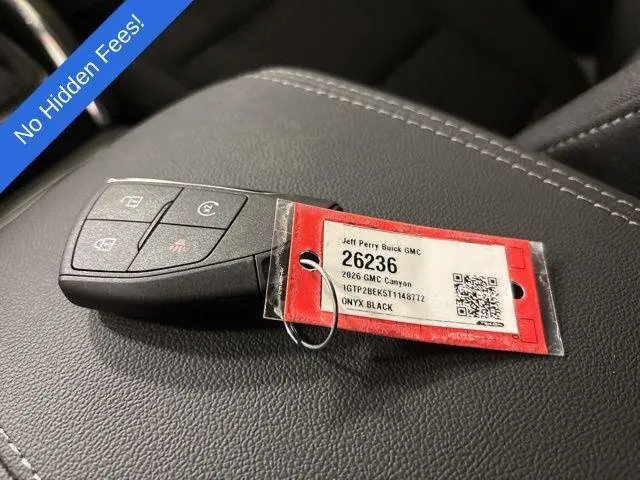 No Hidden Fees!
Jeff Perry Buick GMC
26236
2026 GMC Canyon
1GTP2BEK5T1148772
ONYX BLACK